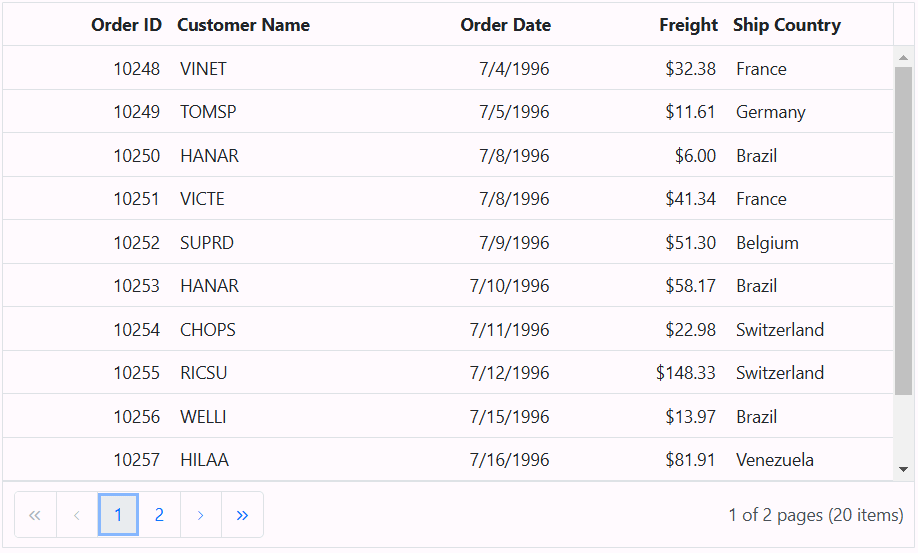 Order ID Customer Name Order Date Freight Ship Country
10248 VINET 7/4/1996 $32.38 France
10249 TOMSP 7/5/1996 $11.61 Germany
10250 HANAR 7/8/1996 $6.00 Brazil
10251 VICTE 7/8/1996 $41.34 France
10252 SUPRD 7/9/1996 $51.30 Belgium
10253 HANAR 7/10/1996 $58.17 Brazil
10254 CHOPS 7/11/1996 $22.98 Switzerland
10255 RICSU 7/12/1996 $148.33 Switzerland
10256 WELLI 7/15/1996 $13.97 Brazil
10257 HILAA 7/16/1996 $81.91 Venezuela
« ‹ 1 2 › » 1 of 2 pages (20 items)